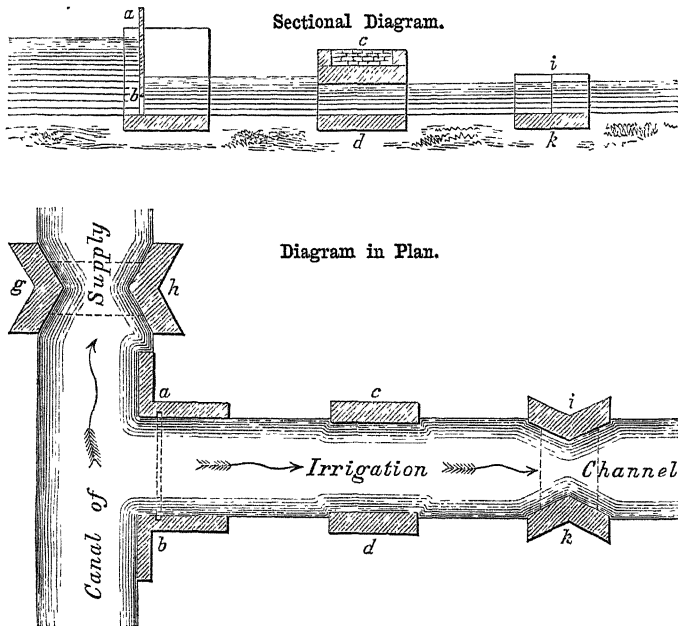 Sectional Diagram.
a
b
c
d
i
k
Diagram in Plan.
g
Supply
h
a
c
i
Irrigation
Channel
b
d
k
Canal of